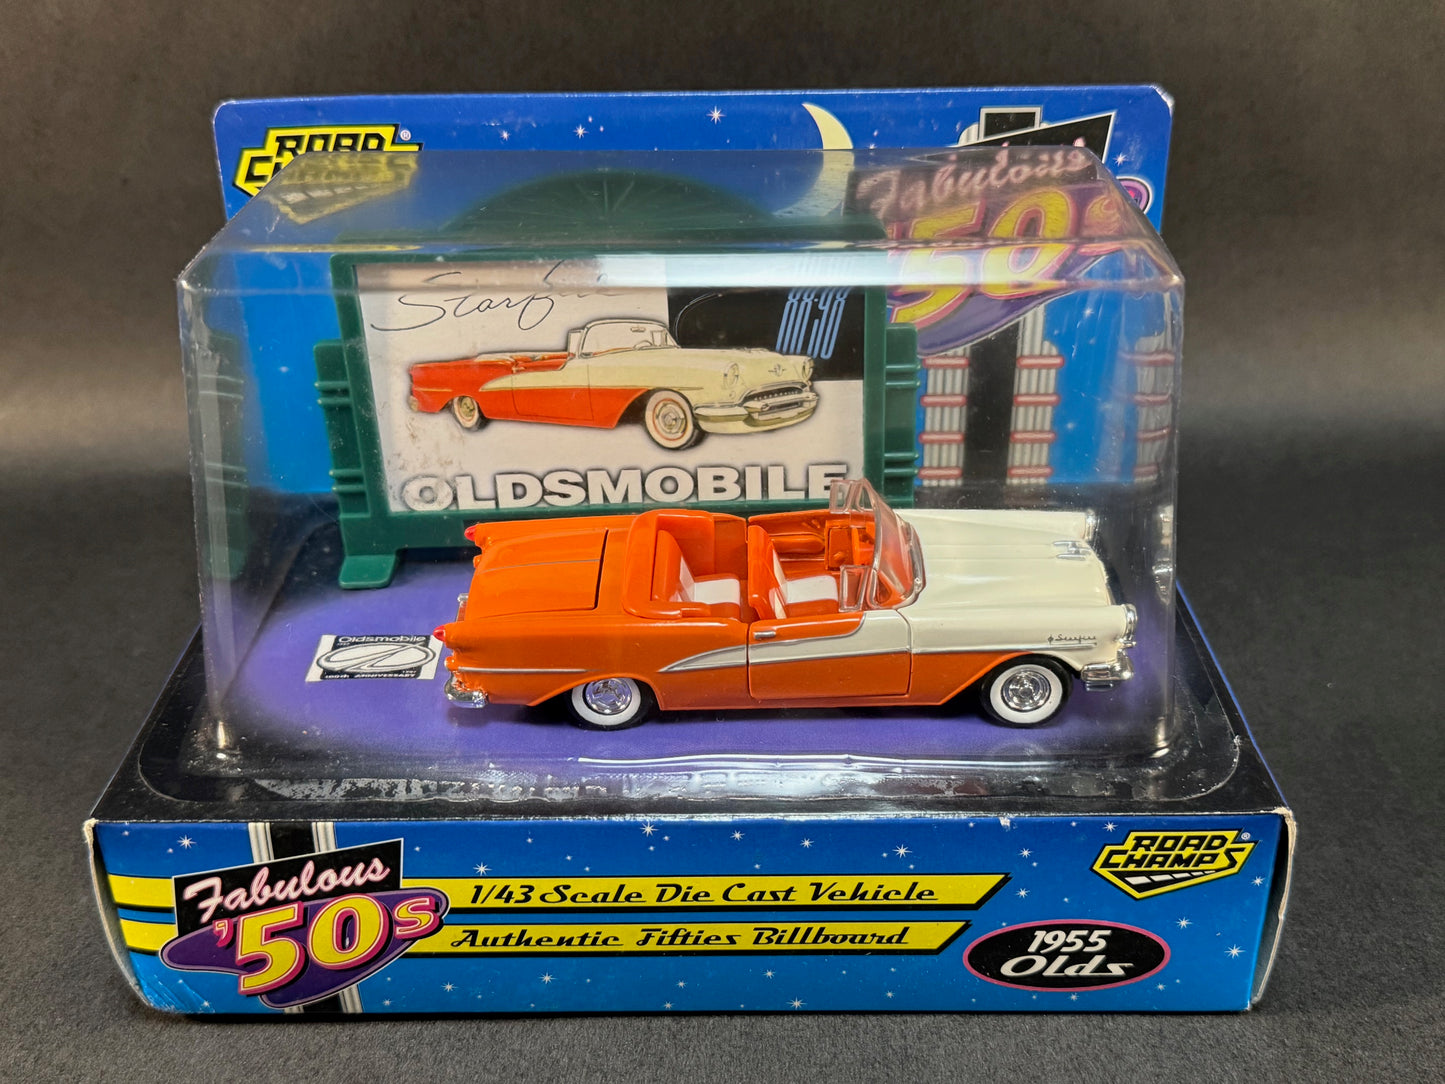 ROAD
CHAMPS
®
Fabulous
'50s
Starfire
88·98
OLDSMOBILE
Oldsmobile
100th ANNIVERSARY
Starfire
Fabulous
'50s
1/43 Scale Die Cast Vehicle
Authentic Fifties Billboard
ROAD
CHAMPS
®
1955
Olds